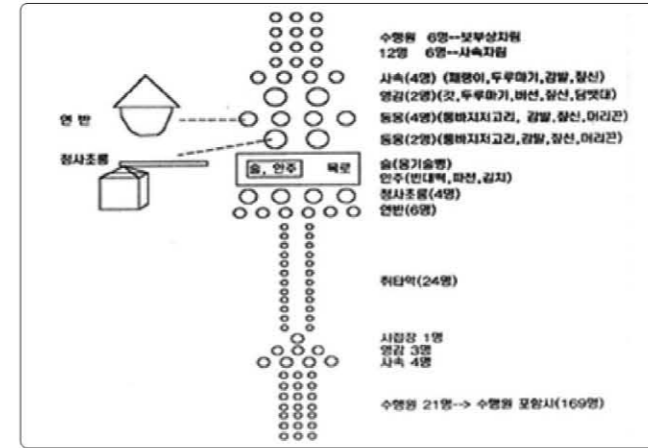 수행원 6명--보부상차림
12명 6명--사속차림
사속(4명) (패랭이,두루마기,감발,짚신)
영감(2명)(갓,두루마기,버선,짚신,담뱃대)
연 반
등롱(4명)(통바지저고리, 감발, 짚신,머리끈)
등롱(2명)(통바지저고리,감발,짚신,머리끈)
청사초롱
술, 안주 목로
술(옹기술병)
안주(빈대떡,파전,김치)
청사초롱(4명)
연반(6명)
취타악(24명)
시집장 1명
영감 3명
사속 4명
수행원 21명--> 수행원 포함시(169명)